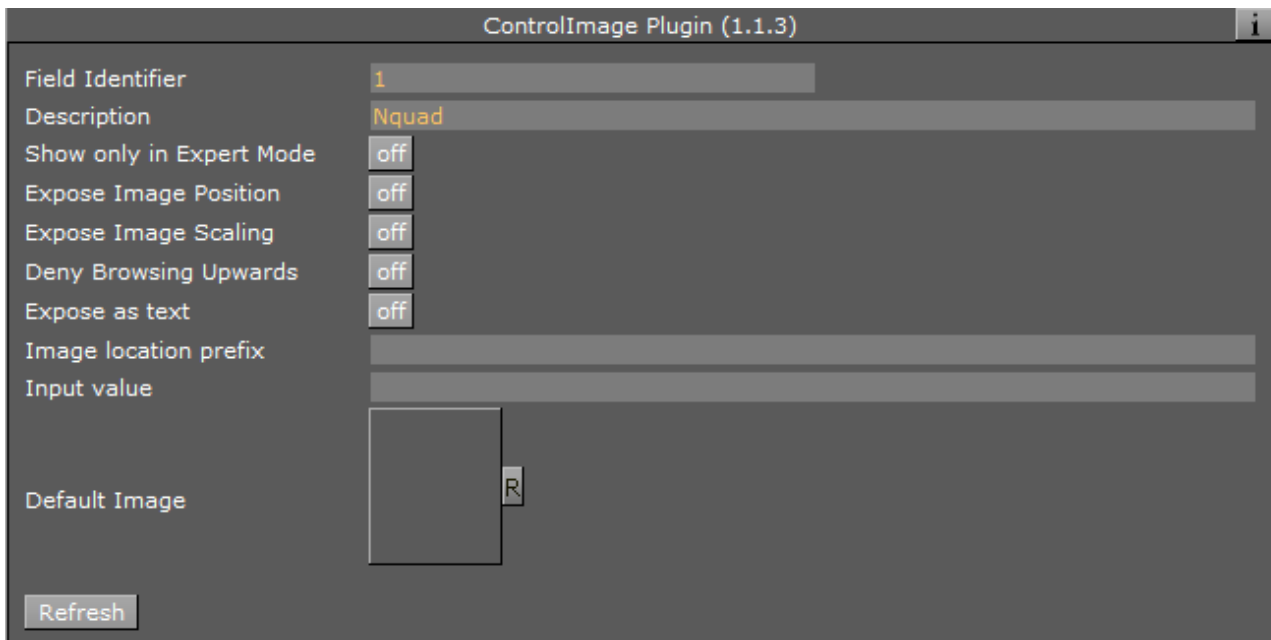 ControlImage Plugin (1.1.3) i
Field Identifier 1
Description Nquad
Show only in Expert Mode off
Expose Image Position off
Expose Image Scaling off
Deny Browsing Upwards off
Expose as text off
Image location prefix
Input value
Default Image R
Refresh